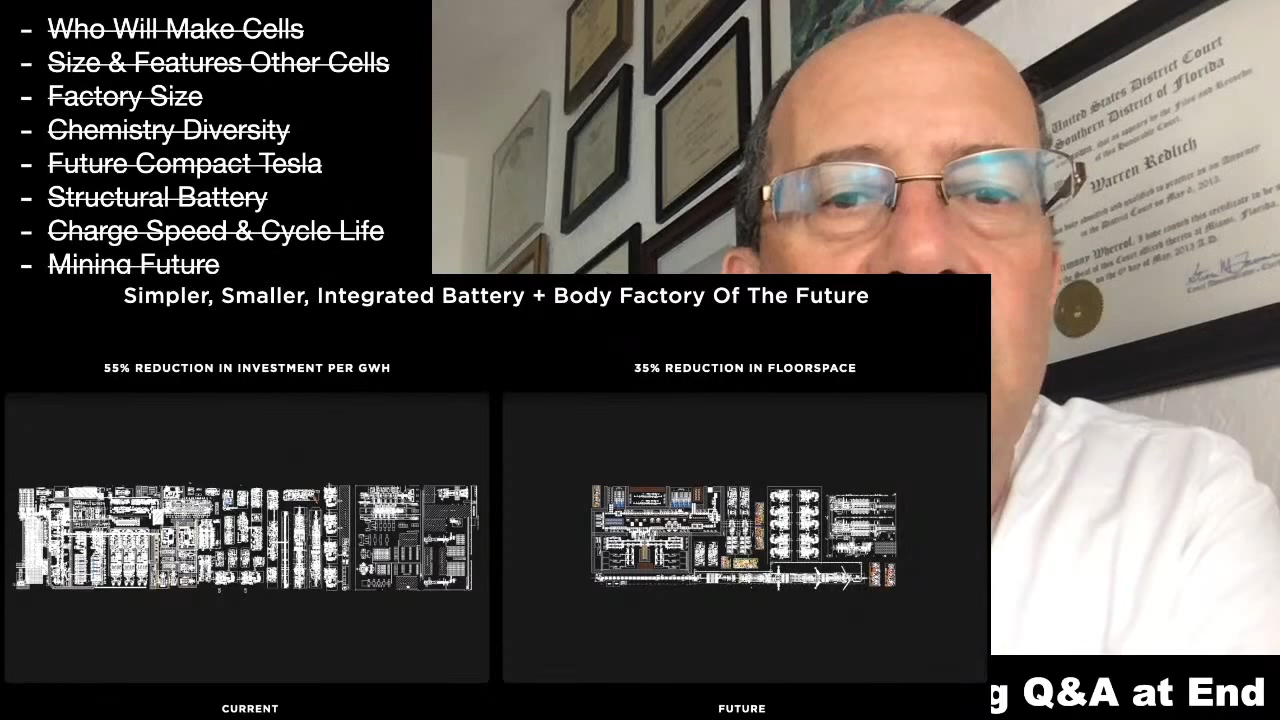 - Who Will Make Cells
- Size & Features Other Cells
- Factory Size
- Chemistry Diversity
- Future Compact Tesla
- Structural Battery
- Charge Speed & Cycle Life
- Mining Future
United States District Court
Southern District of Florida
Warren Redlich
Simpler, Smaller, Integrated Battery + Body Factory Of The Future
55% REDUCTION IN INVESTMENT PER GWH
35% REDUCTION IN FLOORSPACE
CURRENT
FUTURE
g Q&A at End